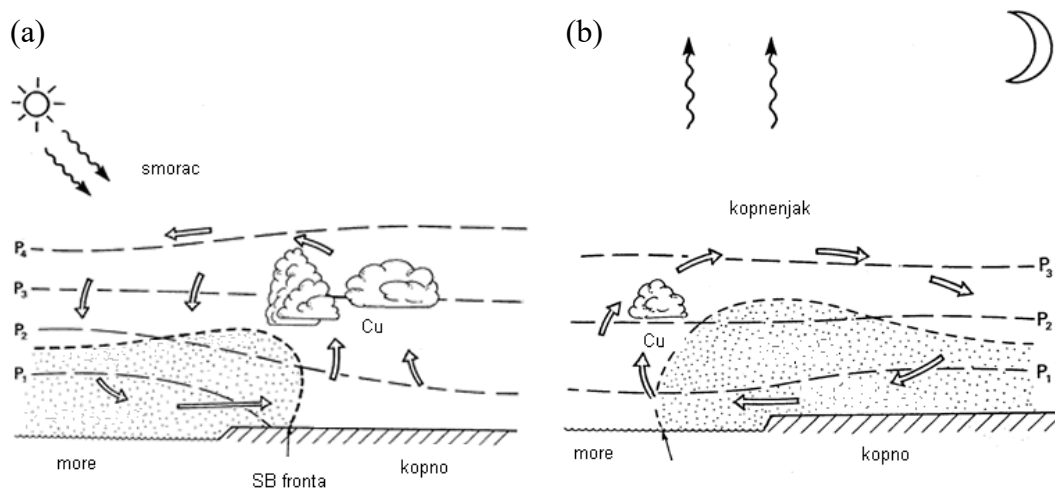 (a)
smorac
P₄
P₃
P₂
P₁
Cu
more
SB fronta
kopno
(b)
kopnenjak
P₃
P₂
P₁
Cu
more
kopno